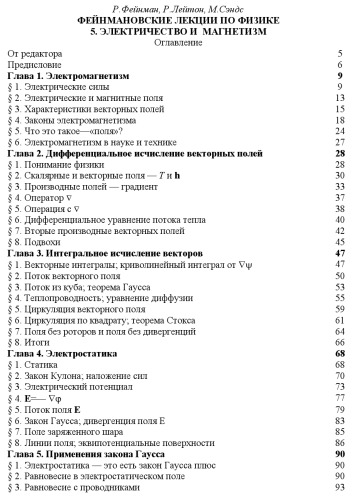 Р. Фейнман, Р.Лейтон, М.Сэндс
ФЕЙНМАНОВСКИЕ ЛЕКЦИИ ПО ФИЗИКЕ
5. ЭЛЕКТРИЧЕСТВО И МАГНЕТИЗМ
Оглавление
От редактора 5
Предисловие 6
Глава 1. Электромагнетизм 9
§ 1. Электрические силы 9
§ 2. Электрические и магнитные поля 13
§ 3. Характеристики векторных полей 15
§ 4. Законы электромагнетизма 18
§ 5. Что это такое—«поля»? 24
§ 6. Электромагнетизм в науке и технике 27
Глава 2. Дифференциальное исчисление векторных полей 28
§ 1. Понимание физики 28
§ 2. Скалярные и векторные поля — T и h 30
§ 3. Производные полей — градиент 33
§ 4. Оператор ∇ 37
§ 5. Операция с ∇ 38
§ 6. Дифференциальное уравнение потока тепла 40
§ 7. Вторые производные векторных полей 42
§ 8. Подвохи 45
Глава 3. Интегральное исчисление векторов 47
§ 1. Векторные интегралы; криволинейный интеграл от ∇ψ 47
§ 2. Поток векторного поля 50
§ 3. Поток из куба; теорема Гаусса 53
§ 4. Теплопроводность; уравнение диффузии 55
§ 5. Циркуляция векторного поля 59
§ 6. Циркуляция по квадрату; теорема Стокса 61
§ 7. Поля без роторов и поля без дивергенций 64
§ 8. Итоги 66
Глава 4. Электростатика 68
§ 1. Статика 68
§ 2. Закон Кулона; наложение сил 70
§ 3. Электрический потенциал 73
§ 4. E=— ∇φ 77
§ 5. Поток поля E 79
§ 6. Закон Гаусса; дивергенция поля Е 83
§ 7. Поле заряженного шара 85
§ 8. Линии поля; эквипотенциальные поверхности 86
Глава 5. Применения закона Гаусса 90
§ 1. Электростатика — это есть закон Гаусса плюс 90
§ 2. Равновесие в электростатическом поле 90
§ 3. Равновесие с проводниками 93